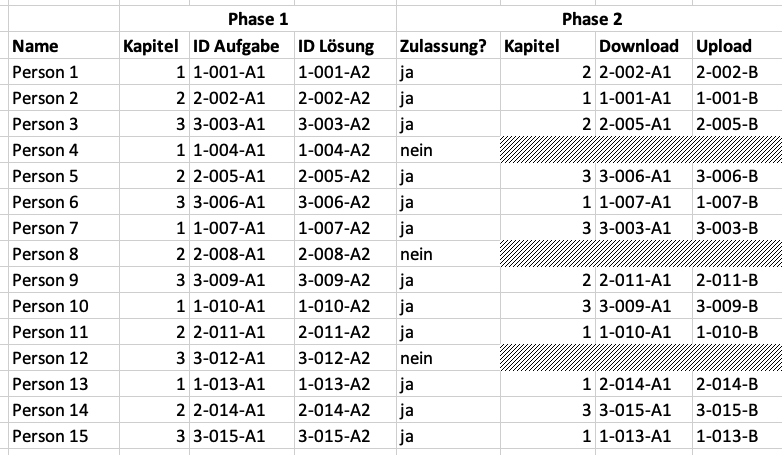 Phase 1 Phase 2
Name Kapitel ID Aufgabe ID Lösung Zulassung? Kapitel Download Upload
Person 1 1 1-001-A1 1-001-A2 ja 2 2-002-A1 2-002-B
Person 2 2 2-002-A1 2-002-A2 ja 1 1-001-A1 1-001-B
Person 3 3 3-003-A1 3-003-A2 ja 2 2-005-A1 2-005-B
Person 4 1 1-004-A1 1-004-A2 nein
Person 5 2 2-005-A1 2-005-A2 ja 3 3-006-A1 3-006-B
Person 6 3 3-006-A1 3-006-A2 ja 1 1-007-A1 1-007-B
Person 7 1 1-007-A1 1-007-A2 ja 3 3-003-A1 3-003-B
Person 8 2 2-008-A1 2-008-A2 nein
Person 9 3 3-009-A1 3-009-A2 ja 2 2-011-A1 2-011-B
Person 10 1 1-010-A1 1-010-A2 ja 3 3-009-A1 3-009-B
Person 11 2 2-011-A1 2-011-A2 ja 1 1-010-A1 1-010-B
Person 12 3 3-012-A1 3-012-A2 nein
Person 13 1 1-013-A1 1-013-A2 ja 1 2-014-A1 2-014-B
Person 14 2 2-014-A1 2-014-A2 ja 3 3-015-A1 3-015-B
Person 15 3 3-015-A1 3-015-A2 ja 1 1-013-A1 1-013-B